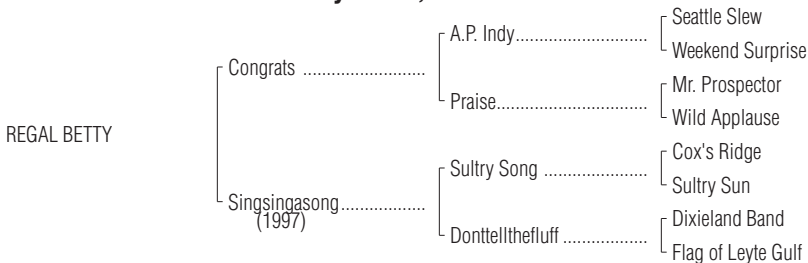 Seattle Slew
A.P. Indy
Weekend Surprise
Congrats
Mr. Prospector
Praise
Wild Applause
REGAL BETTY
Cox's Ridge
Sultry Song
Sultry Sun
Singsingasong
(1997)
Dixieland Band
Donttellthefluff
Flag of Leyte Gulf